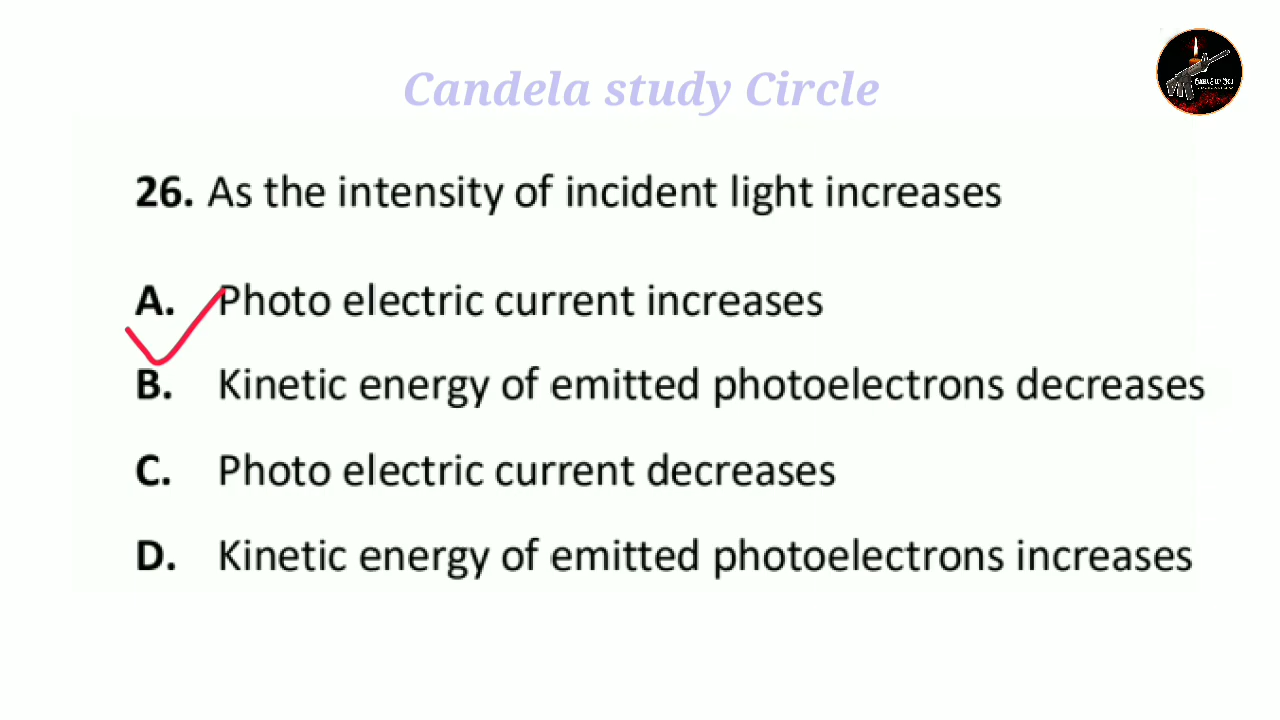 Candela study Circle
26. As the intensity of incident light increases
A. Photo electric current increases
B. Kinetic energy of emitted photoelectrons decreases
C. Photo electric current decreases
D. Kinetic energy of emitted photoelectrons increases